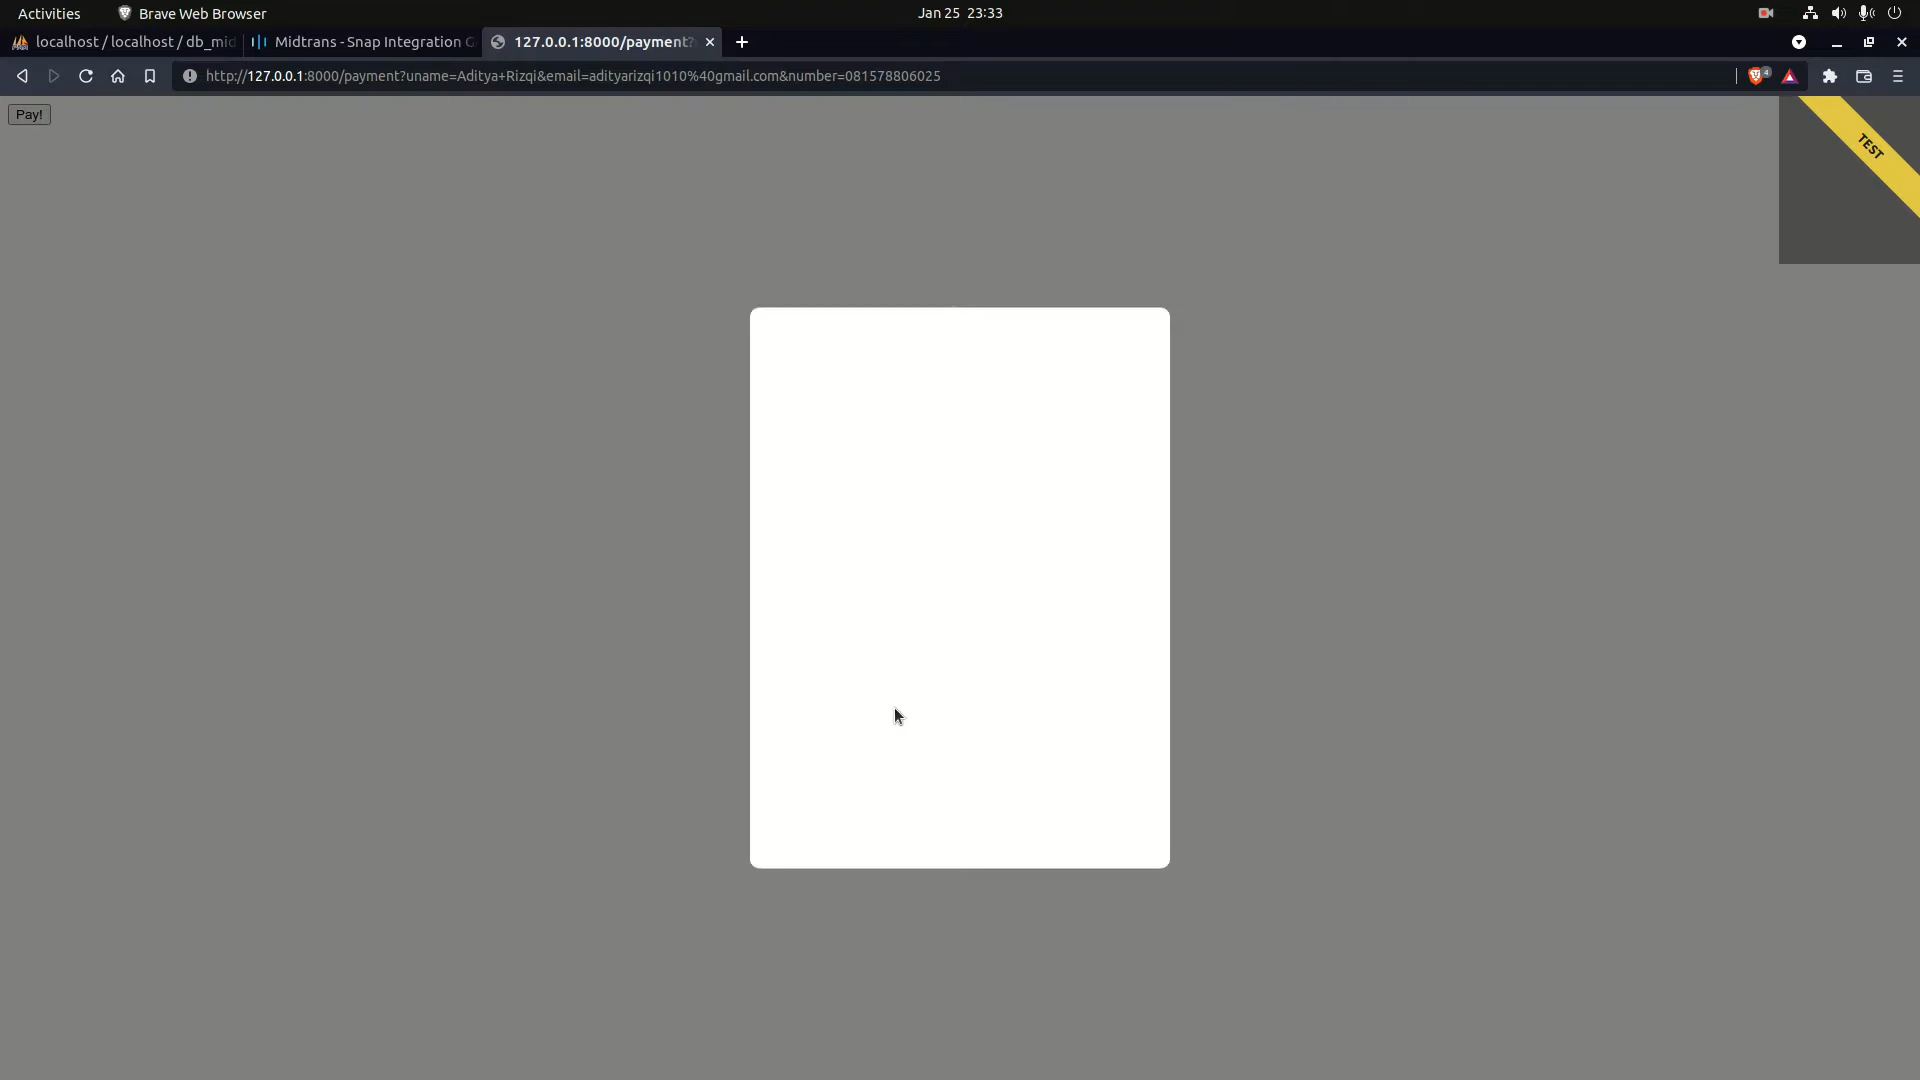 Activities
Brave Web Browser
Jan 25 23:33
localhost / localhost / db_mid
Midtrans - Snap Integration G
127.0.0.1:8000/payment?
http://127.0.0.1:8000/payment?uname=Aditya+Rizqi&email=adityarizqi1010%40gmail.com&number=081578806025
4
Pay!
TEST